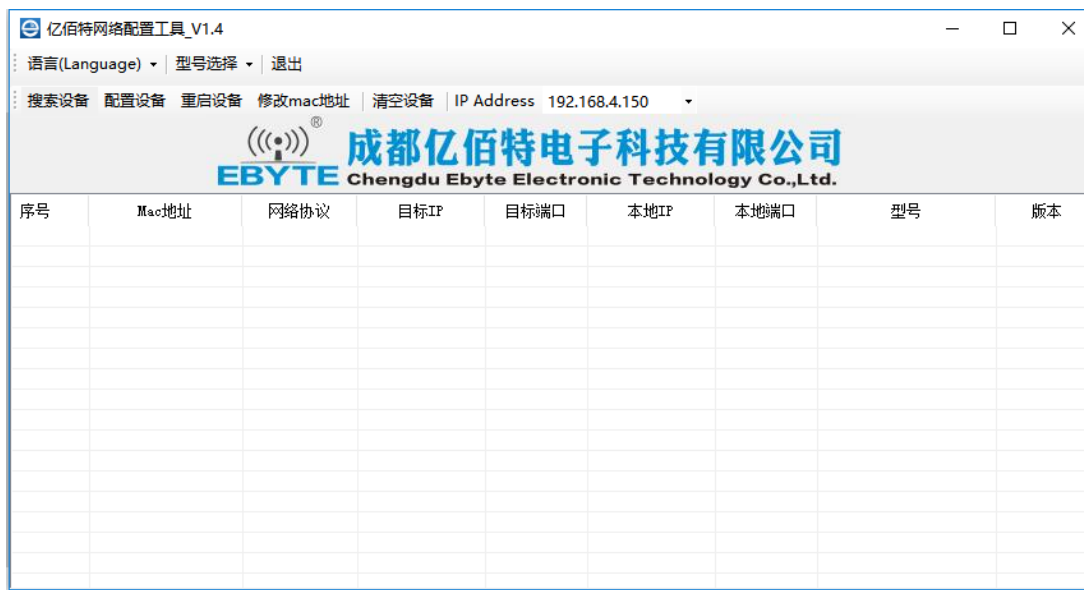 亿佰特网络配置工具_V1.4
语言(Language) 型号选择 退出
搜索设备 配置设备 重启设备 修改mac地址 清空设备 IP Address 192.168.4.150
®
成都亿佰特电子科技有限公司
EBYTE Chengdu Ebyte Electronic Technology Co.,Ltd.
序号 Mac地址 网络协议 目标IP 目标端口 本地IP 本地端口 型号 版本